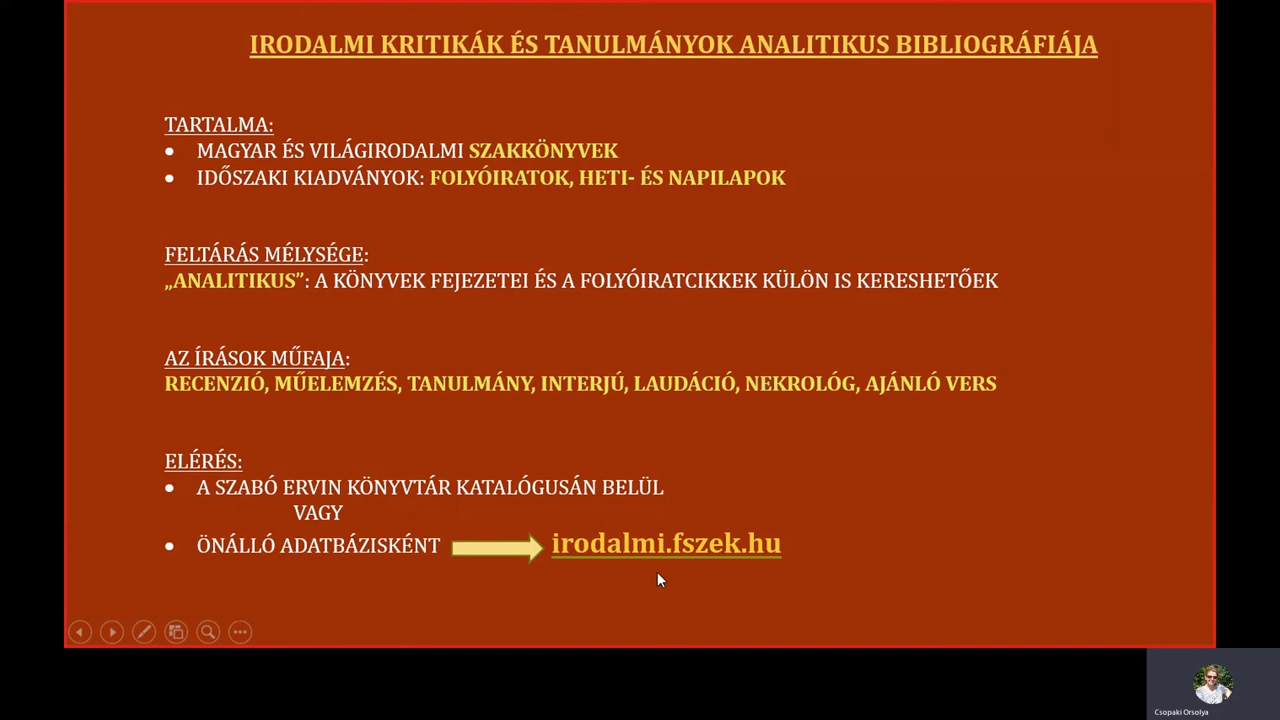 IRODALMI KRITIKÁK ÉS TANULMÁNYOK ANALITIKUS BIBLIOGRÁFIÁJA
TARTALMA:
• MAGYAR ÉS VILÁGIRODALMI SZAKKÖNYVEK
• IDŐSZAKI KIADVÁNYOK: FOLYÓIRATOK, HETI- ÉS NAPILAPOK
FELTÁRÁS MÉLYSÉGE:
„ANALITIKUS”: A KÖNYVEK FEJEZETEI ÉS A FOLYÓIRATCIKKEK KÜLÖN IS KERESHETŐEK
AZ ÍRÁSOK MŰFAJA:
RECENZIÓ, MŰELEMZÉS, TANULMÁNY, INTERJÚ, LAUDÁCIÓ, NEKROLÓG, AJÁNLÓ VERS
ELÉRÉS:
• A SZABÓ ERVIN KÖNYVTÁR KATALÓGUSÁN BELÜL
VAGY
• ÖNÁLLÓ ADATBÁZISKÉNT irodalmi.fszek.hu
Csopaki Orsolya